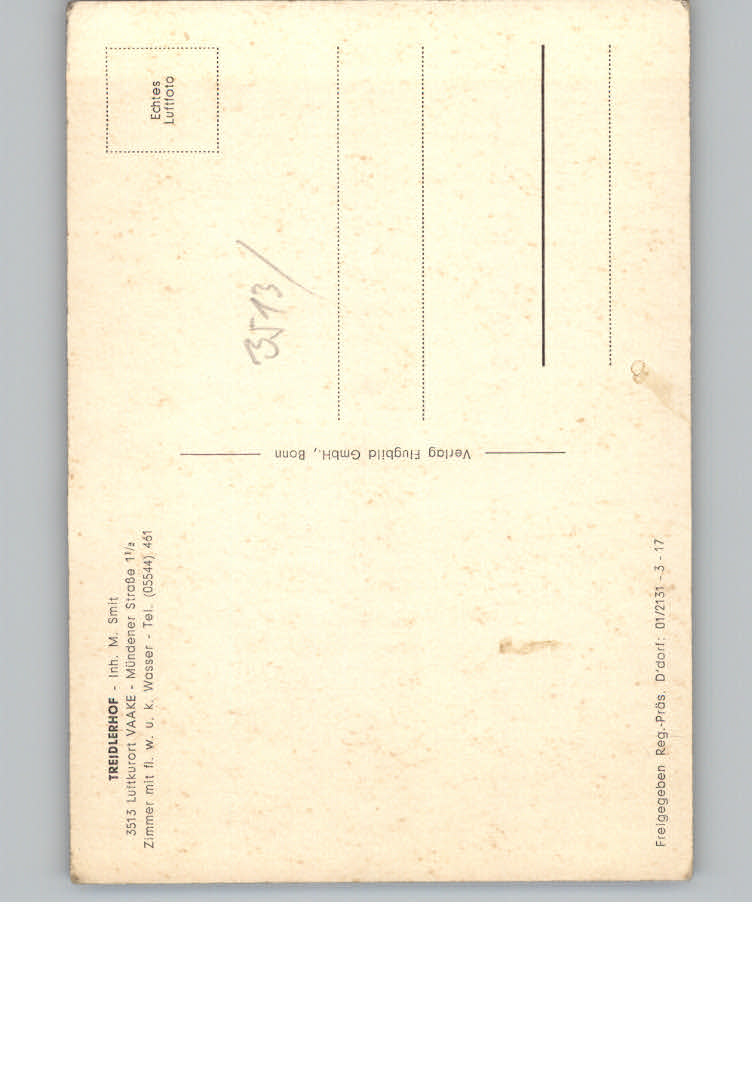 TREIDLERHOF - Inh. M. Smit
3513 Luftkurort VAAKE - Mündener Straße 1½
Zimmer mit fl. w. u. k. Wasser - Tel. (05544) 461
Echtes
Luftfoto
3513/
Verlag Flugbild GmbH., Bonn
Freigegeben Reg.-Präs. D'dorf: 01/2131 - 3 - 17